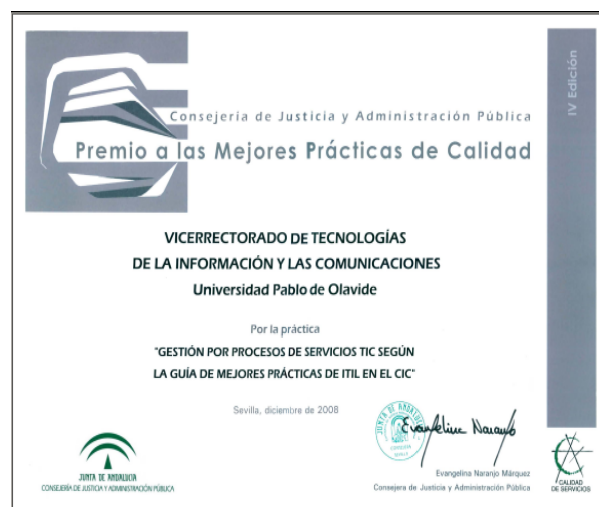 IV Edición
Consejería de Justicia y Administración Pública
Premio a las Mejores Prácticas de Calidad
VICERRECTORADO DE TECNOLOGÍAS
DE LA INFORMACIÓN Y LAS COMUNICACIONES
Universidad Pablo de Olavide
Por la práctica
"GESTIÓN POR PROCESOS DE SERVICIOS TIC SEGÚN
LA GUÍA DE MEJORES PRÁCTICAS DE ITIL EN EL CIC"
Sevilla, diciembre de 2008
JUNTA DE ANDALUCÍA
Evangelina Naranjo
Evangelina Naranjo Márquez
Consejera de Justicia y Administración Pública
JUNTA DE ANDALUCIA
CONSEJERÍA DE JUSTICIA Y ADMINISTRACIÓN PÚBLICA
CALIDAD
DE SERVICIOS